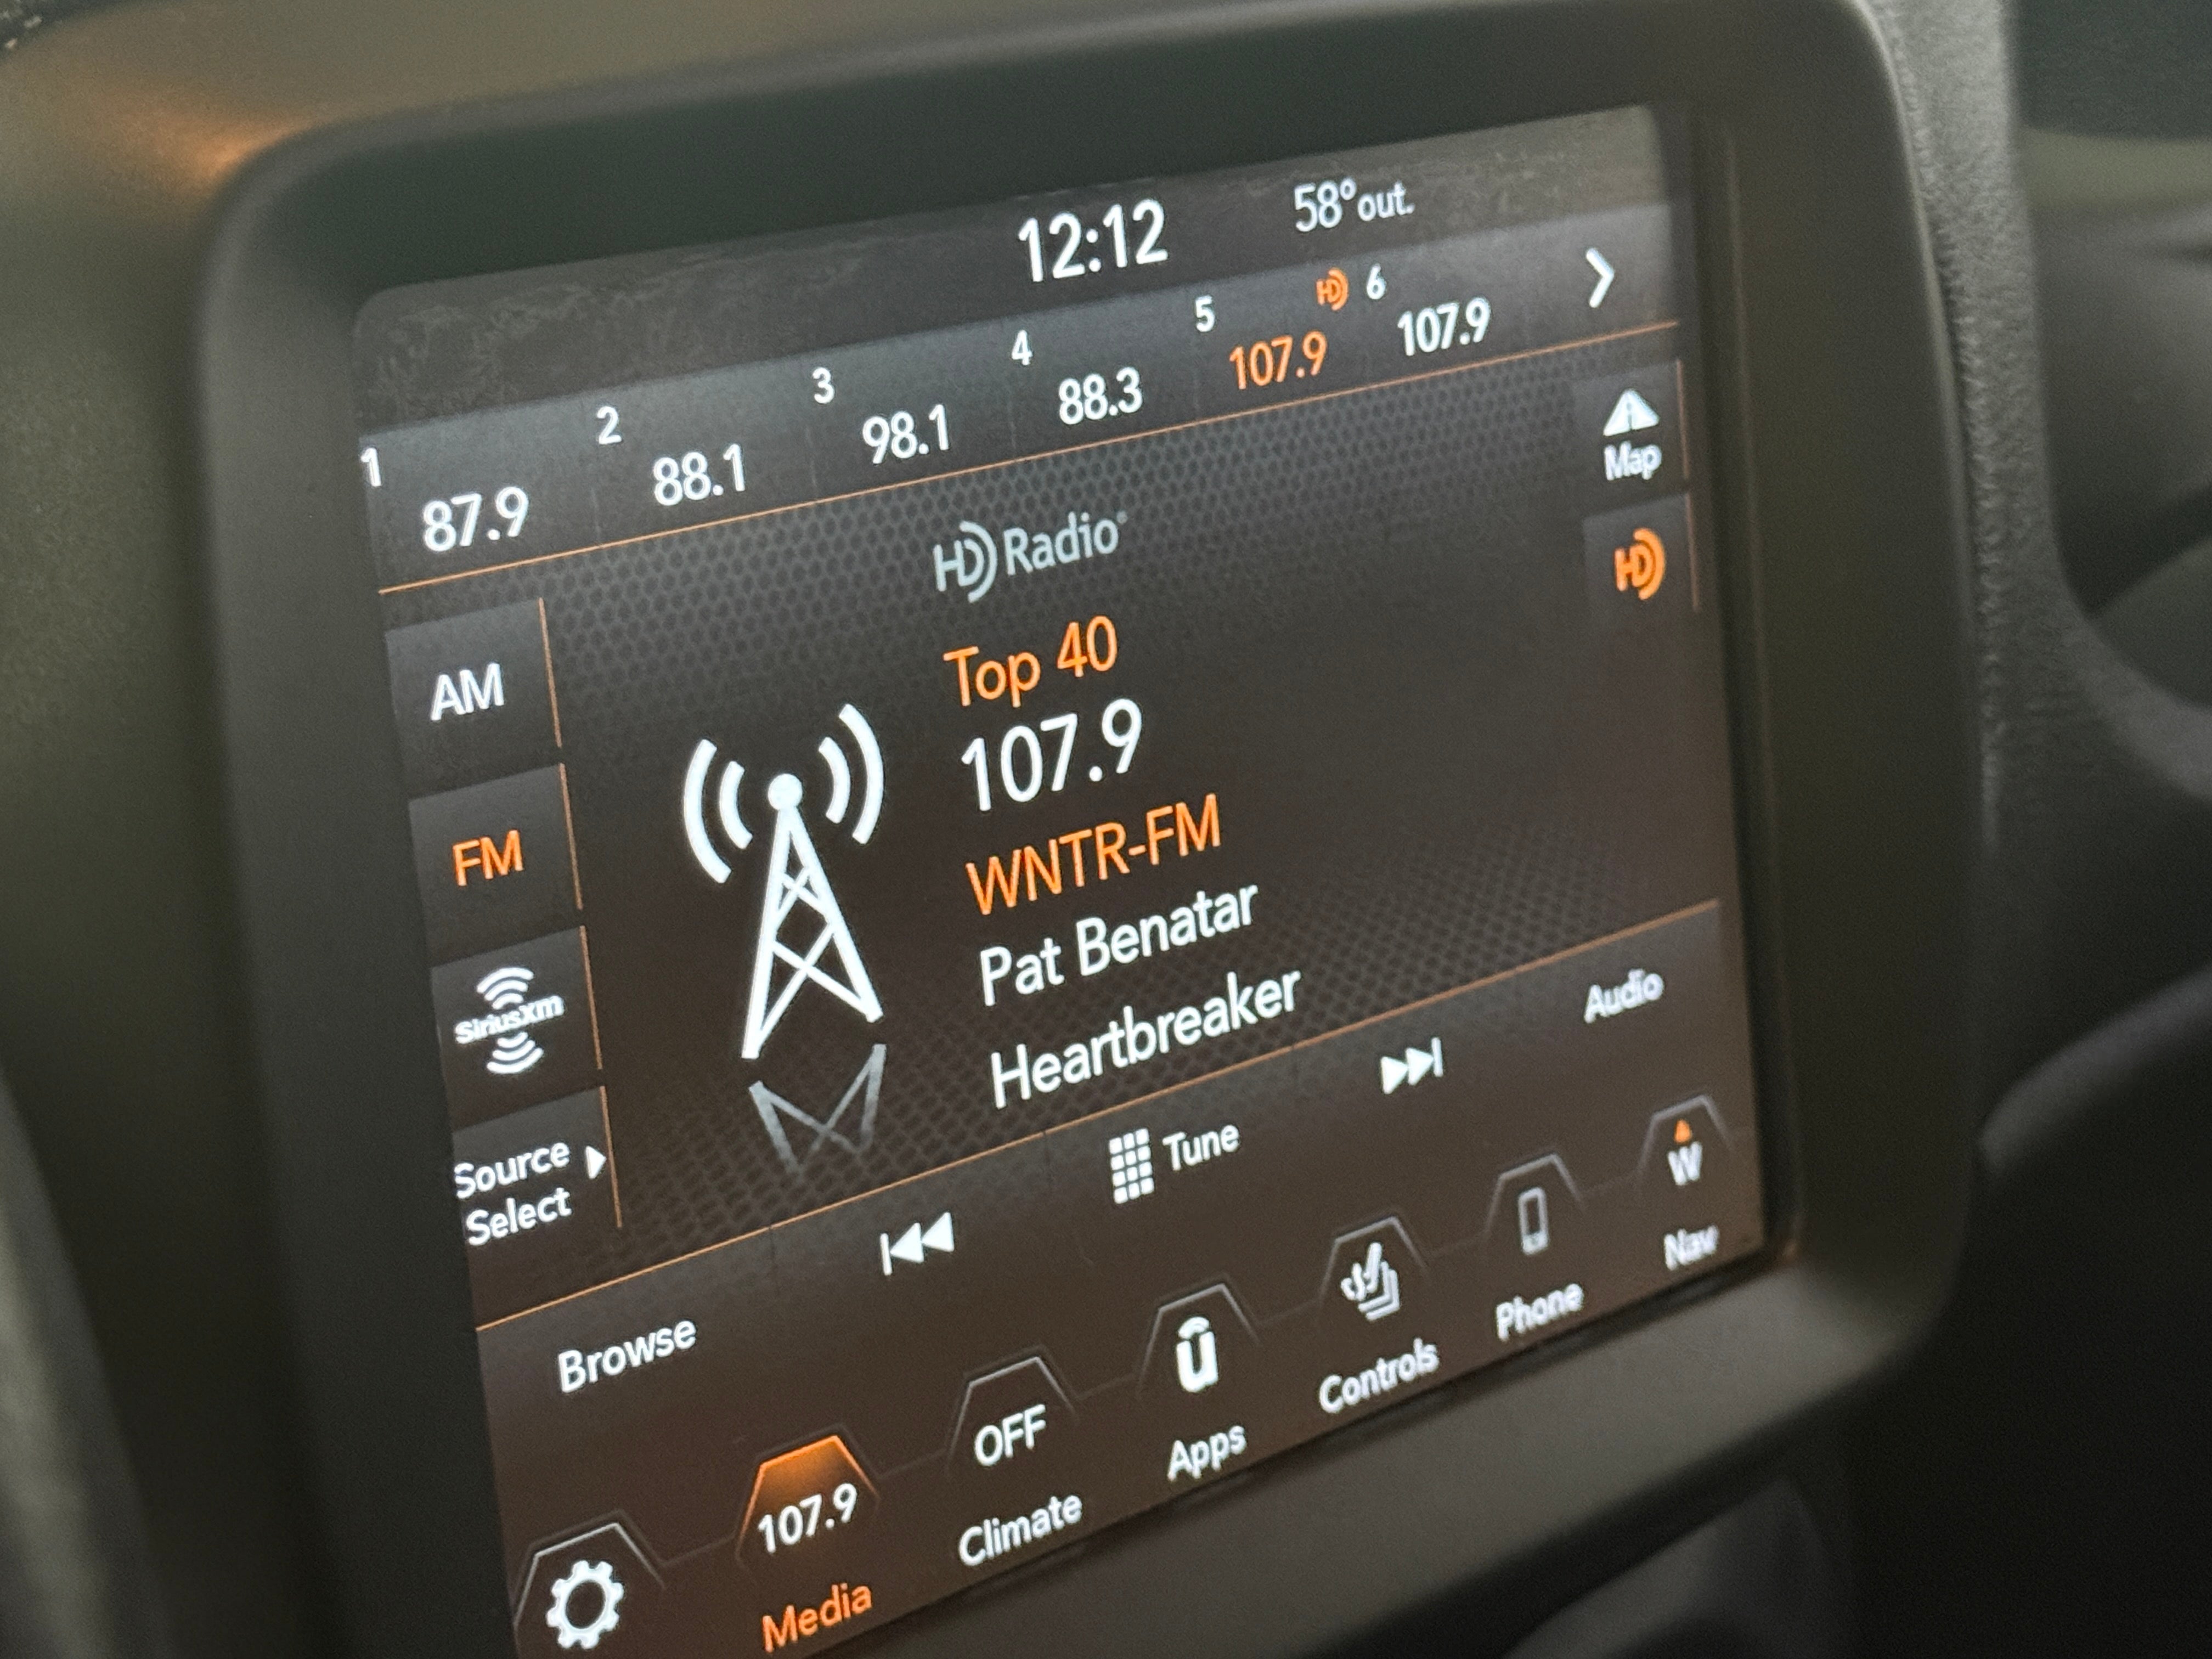 12:12 58°out.
1 87.9 2 88.1 3 98.1 4 88.3 5 107.9 HD 6 107.9
Map
HD Radio®
HD
AM
Top 40
107.9
FM
WNTR-FM
Pat Benatar
SiriusXm
Heartbreaker
Source
Select
Browse Tune Audio
107.9 OFF u W
Media Climate Apps Controls Phone Nav